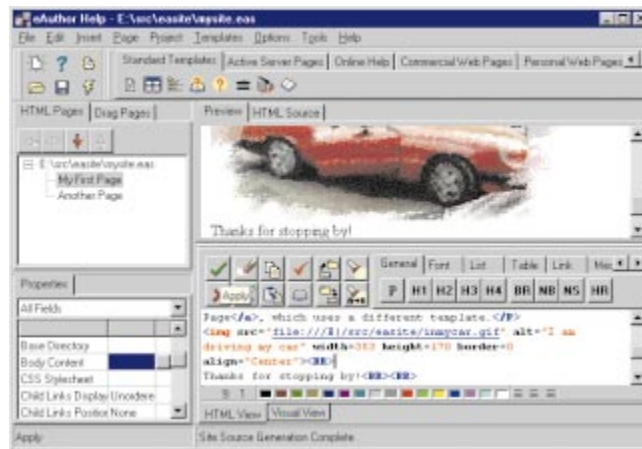 eAuthor Help - E:\src\easite\mysite.eas
File Edit Insert Page Project Templates Options Tools Help
Standard Templates Active Server Pages Online Help Commercial Web Pages Personal Web Pages
HTML Pages Drag Pages
Preview HTML Source
E:\src\easite\mysite.eas
My First Page
Another Page
Thanks for stopping by!
General Font List Table Link
Apply
P H1 H2 H3 H4 BR NB NS HR
Properties
All Fields
Base Directory
Body Content
CSS Stylesheet
Child Links Display Unordere
Child Links Position None
Page</a>, which uses a different template.</P>
<img src="file:///E|/src/easite/inmycar.gif" alt="I am
driving my car" width=353 height=178 border=0
align="Center"><BR>
Thanks for stopping by!<BR><BR>
HTML View Visual View
Apply
Site Source Generation Complete